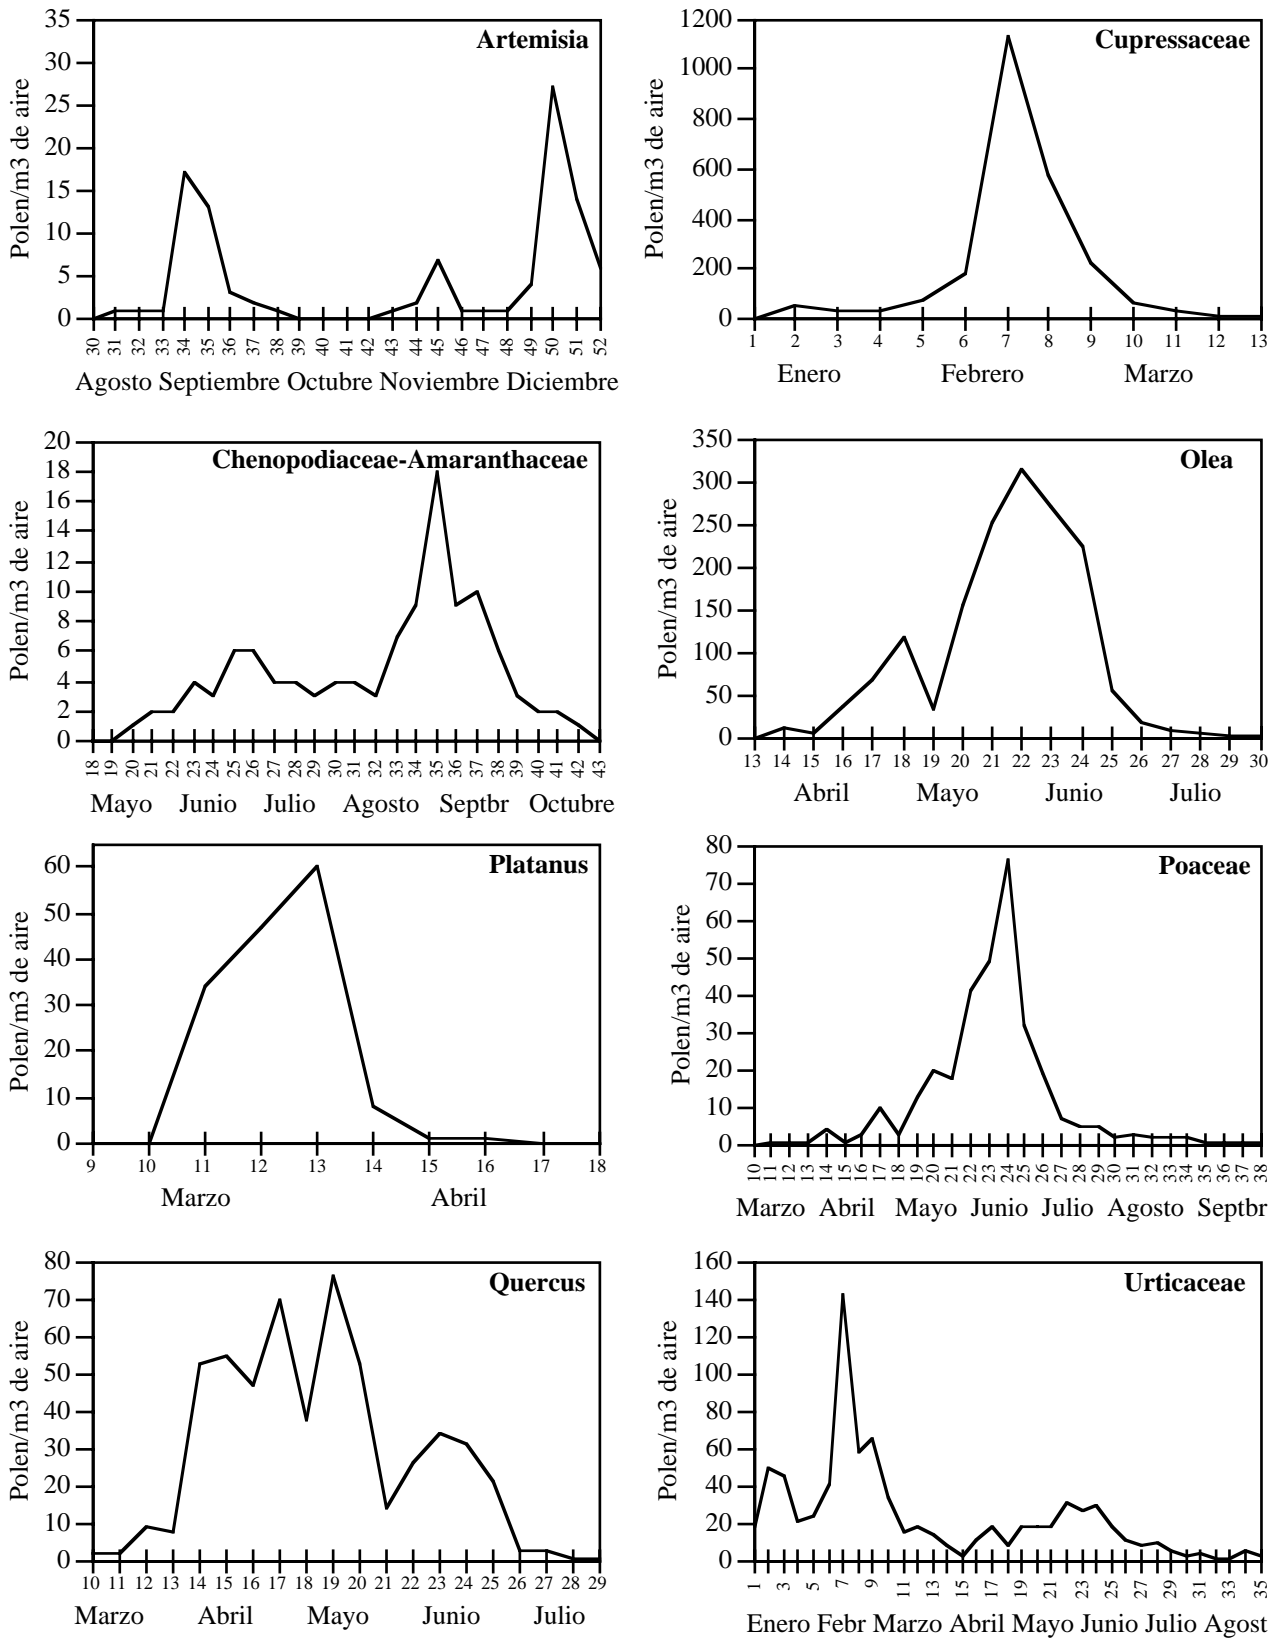 Artemisia
Polen/m3 de aire
35
30
25
20
15
10
5
0
30 31 32 33 34 35 36 37 38 39 40 41 42 43 44 45 46 47 48 49 50 51 52
Agosto Septiembre Octubre Noviembre Diciembre
Cupressaceae
Polen/m3 de aire
1200
1000
800
600
400
200
0
1 2 3 4 5 6 7 8 9 10 11 12 13
Enero Febrero Marzo
Chenopodiaceae-Amaranthaceae
Polen/m3 de aire
20
18
16
14
12
10
8
6
4
2
0
18 19 20 21 22 23 24 25 26 27 28 29 30 31 32 33 34 35 36 37 38 39 40 41 42 43
Mayo Junio Julio Agosto Septbr Octubre
Olea
Polen/m3 de aire
350
300
250
200
150
100
50
0
13 14 15 16 17 18 19 20 21 22 23 24 25 26 27 28 29 30
Abril Mayo Junio Julio
Platanus
Polen/m3 de aire
60
50
40
30
20
10
0
9 10 11 12 13 14 15 16 17 18
Marzo Abril
Poaceae
Polen/m3 de aire
80
70
60
50
40
30
20
10
0
10 11 12 13 14 15 16 17 18 19 20 21 22 23 24 25 26 27 28 29 30 31 32 33 34 35 36 37 38
Marzo Abril Mayo Junio Julio Agosto Septbr
Quercus
Polen/m3 de aire
80
70
60
50
40
30
20
10
0
10 11 12 13 14 15 16 17 18 19 20 21 22 23 24 25 26 27 28 29
Marzo Abril Mayo Junio Julio
Urticaceae
Polen/m3 de aire
160
140
120
100
80
60
40
20
0
1 3 5 7 9 11 13 15 17 19 21 23 25 27 29 31 33 35
Enero Febr Marzo Abril Mayo Junio Julio Agost